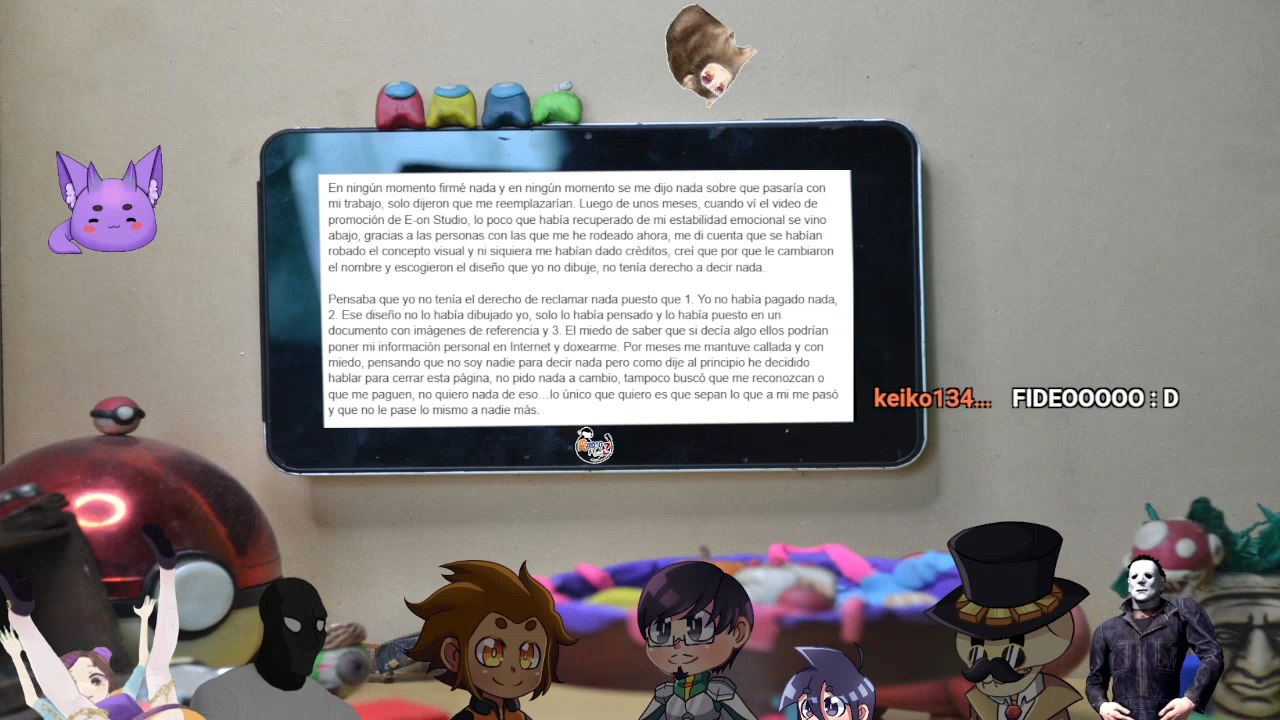 En ningún momento firmé nada y en ningún momento se me dijo nada sobre que pasaría con
mi trabajo, solo dijeron que me reemplazarían. Luego de unos meses, cuando ví el video de
promoción de E-on Studio, lo poco que había recuperado de mi estabilidad emocional se vino
abajo, gracias a las personas con las que me he rodeado ahora, me di cuenta que se habían
robado el concepto visual y ni siquiera me habían dado créditos, creí que por que le cambiaron
el nombre y escogieron el diseño que yo no dibuje, no tenía derecho a decir nada.
Pensaba que yo no tenía el derecho de reclamar nada puesto que 1. Yo no había pagado nada,
2. Ese diseño no lo había dibujado yo, solo lo había pensado y lo había puesto en un
documento con imágenes de referencia y 3. El miedo de saber que si decía algo ellos podrían
poner mi información personal en Internet y doxearme. Por meses me mantuve callada y con
miedo, pensando que no soy nadie para decir nada pero como dije al principio he decidido
hablar para cerrar esta página, no pido nada a cambio, tampoco buscó que me reconozcan o
que me paguen, no quiero nada de eso...lo único que quiero es que sepan lo que a mi me pasó
y que no le pase lo mismo a nadie más.
keiko134... FIDEOOOOO : D